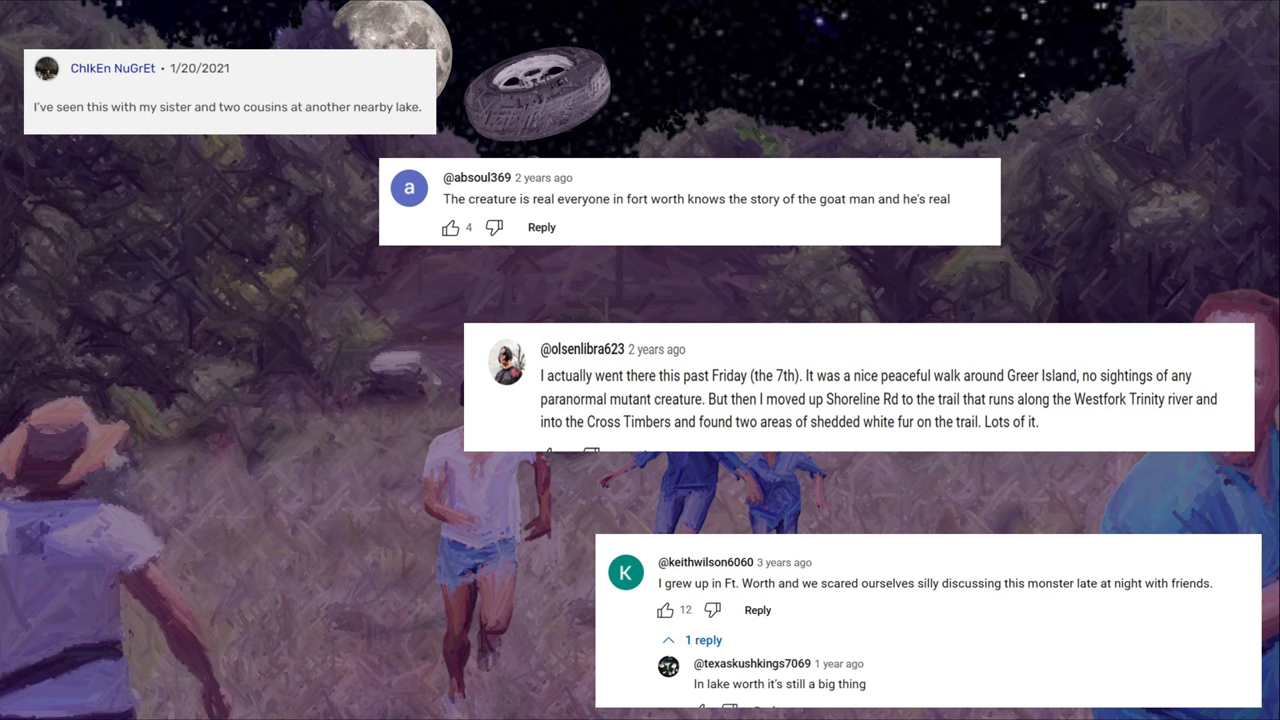 ChIkEn NuGrEt • 1/20/2021
I've seen this with my sister and two cousins at another nearby lake.
a
@absoul369 2 years ago
The creature is real everyone in fort worth knows the story of the goat man and he's real
4 Reply
@olsenlibra623 2 years ago
I actually went there this past Friday (the 7th). It was a nice peaceful walk around Greer Island, no sightings of any
paranormal mutant creature. But then I moved up Shoreline Rd to the trail that runs along the Westfork Trinity river and
into the Cross Timbers and found two areas of shedded white fur on the trail. Lots of it.
K
@keithwilson6060 3 years ago
I grew up in Ft. Worth and we scared ourselves silly discussing this monster late at night with friends.
12 Reply
1 reply
@texaskushkings7069 1 year ago
In lake worth it's still a big thing